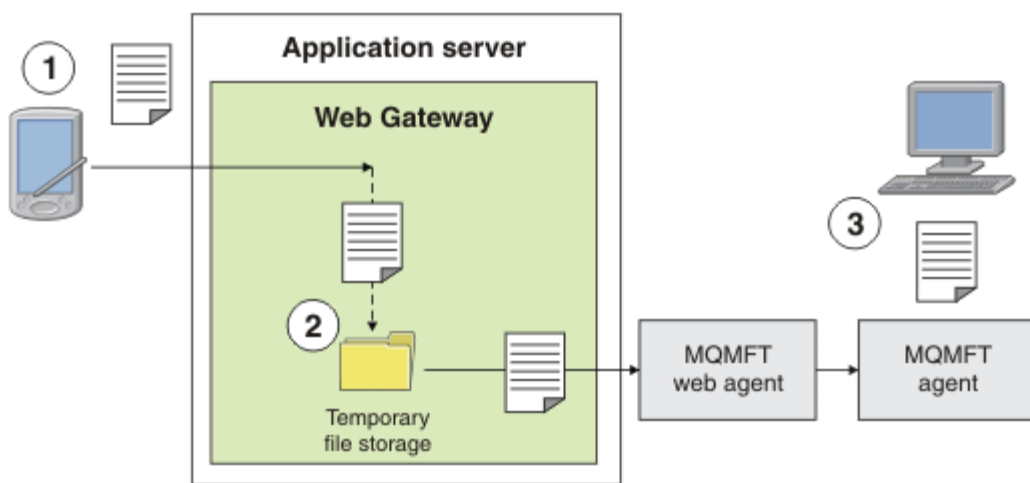 Application server
1
Web Gateway
3
2
MQMFT
web agent
MQMFT
agent
Temporary
file storage